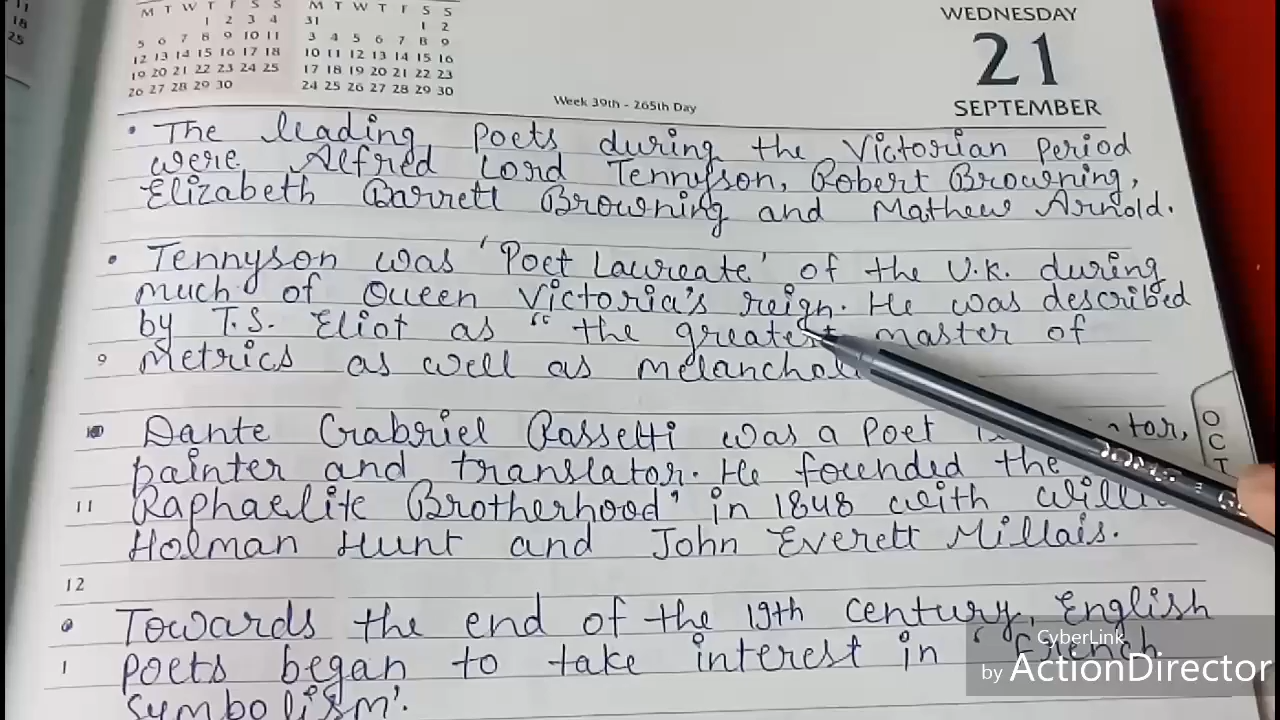 11
18
25
M T W T F S S
1 2 3 4
5 6 7 8 9 10 11
12 13 14 15 16 17 18
19 20 21 22 23 24 25
26 27 28 29 30
M T W T F S S
31 1 2
3 4 5 6 7 8 9
10 11 12 13 14 15 16
17 18 19 20 21 22 23
24 25 26 27 28 29 30
Week 39th - 265th Day
WEDNESDAY
21
SEPTEMBER
• The leading poets during the Victorian period
were Alfred Lord Tennyson, Robert Browning,
Elizabeth Barrett Browning and Mathew Arnold.
• Tennyson was 'Poet Laureate' of the U.K. during
much of Queen Victoria's reign. He was described
by T.S. Eliot as "the greatest master of
9 Metrics as well as
10 Dante Grabriel Rassetti was a poet
painter and translator. He founded the
11 Raphaelite Brotherhood' in 1848 with
Holman Hunt and John Everett Millais.
12
• Towards the end of the 19th century, English
1 poets began to take interest in 'French
symbolism'.
OCT
CyberLink
by ActionDirector